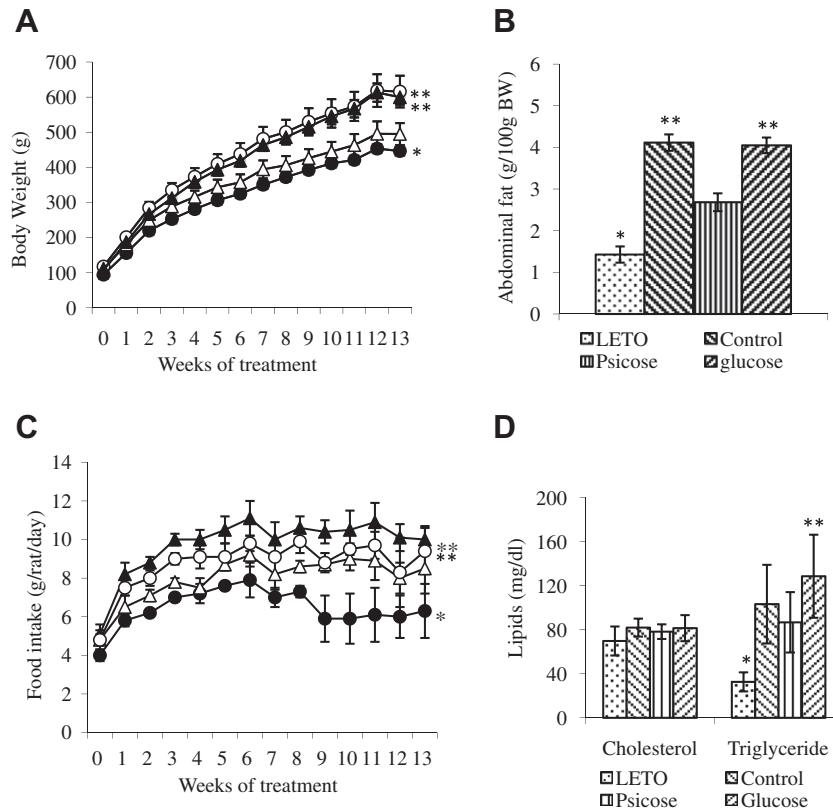 A
Body Weight (g)
700
600
500
400
300
200
100
0
**
**
*
0 1 2 3 4 5 6 7 8 9 10 11 12 13
Weeks of treatment
B
Abdominal fat (g/100g BW)
6
5
4
3
2
1
0
* ** **
LETO Control
Psicose glucose
C
Food intake (g/rat/day)
14
12
10
8
6
4
2
0
**
**
*
0 1 2 3 4 5 6 7 8 9 10 11 12 13
Weeks of treatment
D
Lipids (mg/dl)
200
160
120
80
40
0
* **
Cholesterol Triglyceride
LETO Control
Psicose Glucose